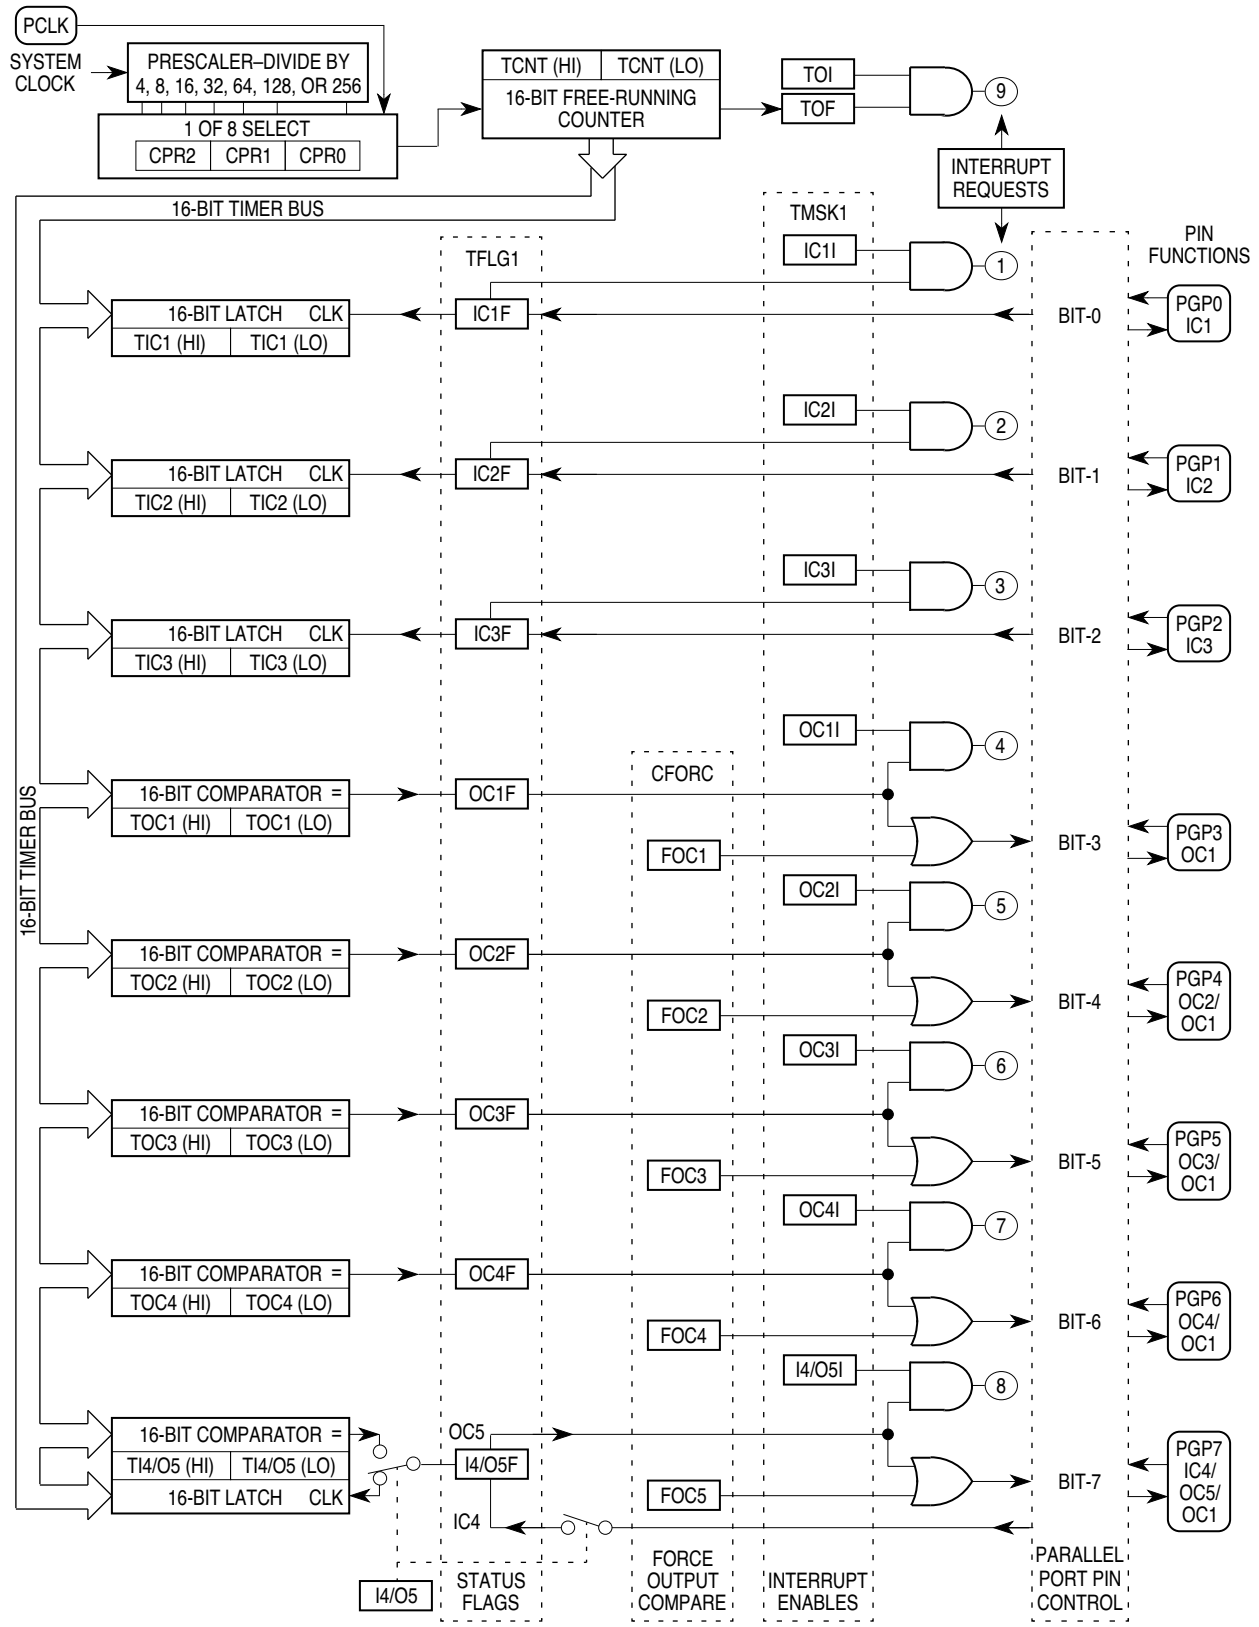 PCLK
SYSTEM
CLOCK
PRESCALER–DIVIDE BY
4, 8, 16, 32, 64, 128, OR 256
1 OF 8 SELECT
CPR2 CPR1 CPR0
TCNT (HI) TCNT (LO)
16-BIT FREE-RUNNING
COUNTER
TOI
TOF
9
INTERRUPT
REQUESTS
16-BIT TIMER BUS
16-BIT TIMER BUS
TFLG1
TMSK1
PIN
FUNCTIONS
IC1I
1
16-BIT LATCH CLK
TIC1 (HI) TIC1 (LO)
IC1F
BIT-0
PGP0
IC1
IC2I
2
16-BIT LATCH CLK
TIC2 (HI) TIC2 (LO)
IC2F
BIT-1
PGP1
IC2
IC3I
3
16-BIT LATCH CLK
TIC3 (HI) TIC3 (LO)
IC3F
BIT-2
PGP2
IC3
OC1I
4
CFORC
16-BIT COMPARATOR =
TOC1 (HI) TOC1 (LO)
OC1F
FOC1
BIT-3
PGP3
OC1
OC2I
5
16-BIT COMPARATOR =
TOC2 (HI) TOC2 (LO)
OC2F
FOC2
BIT-4
PGP4
OC2/
OC1
OC3I
6
16-BIT COMPARATOR =
TOC3 (HI) TOC3 (LO)
OC3F
FOC3
BIT-5
PGP5
OC3/
OC1
OC4I
7
16-BIT COMPARATOR =
TOC4 (HI) TOC4 (LO)
OC4F
FOC4
BIT-6
PGP6
OC4/
OC1
I4/O5I
8
16-BIT COMPARATOR =
TI4/O5 (HI) TI4/O5 (LO)
16-BIT LATCH CLK
OC5
I4/O5F
IC4
FOC5
BIT-7
PGP7
IC4/
OC5/
OC1
I4/O5
STATUS
FLAGS
FORCE
OUTPUT
COMPARE
INTERRUPT
ENABLES
PARALLEL
PORT PIN
CONTROL